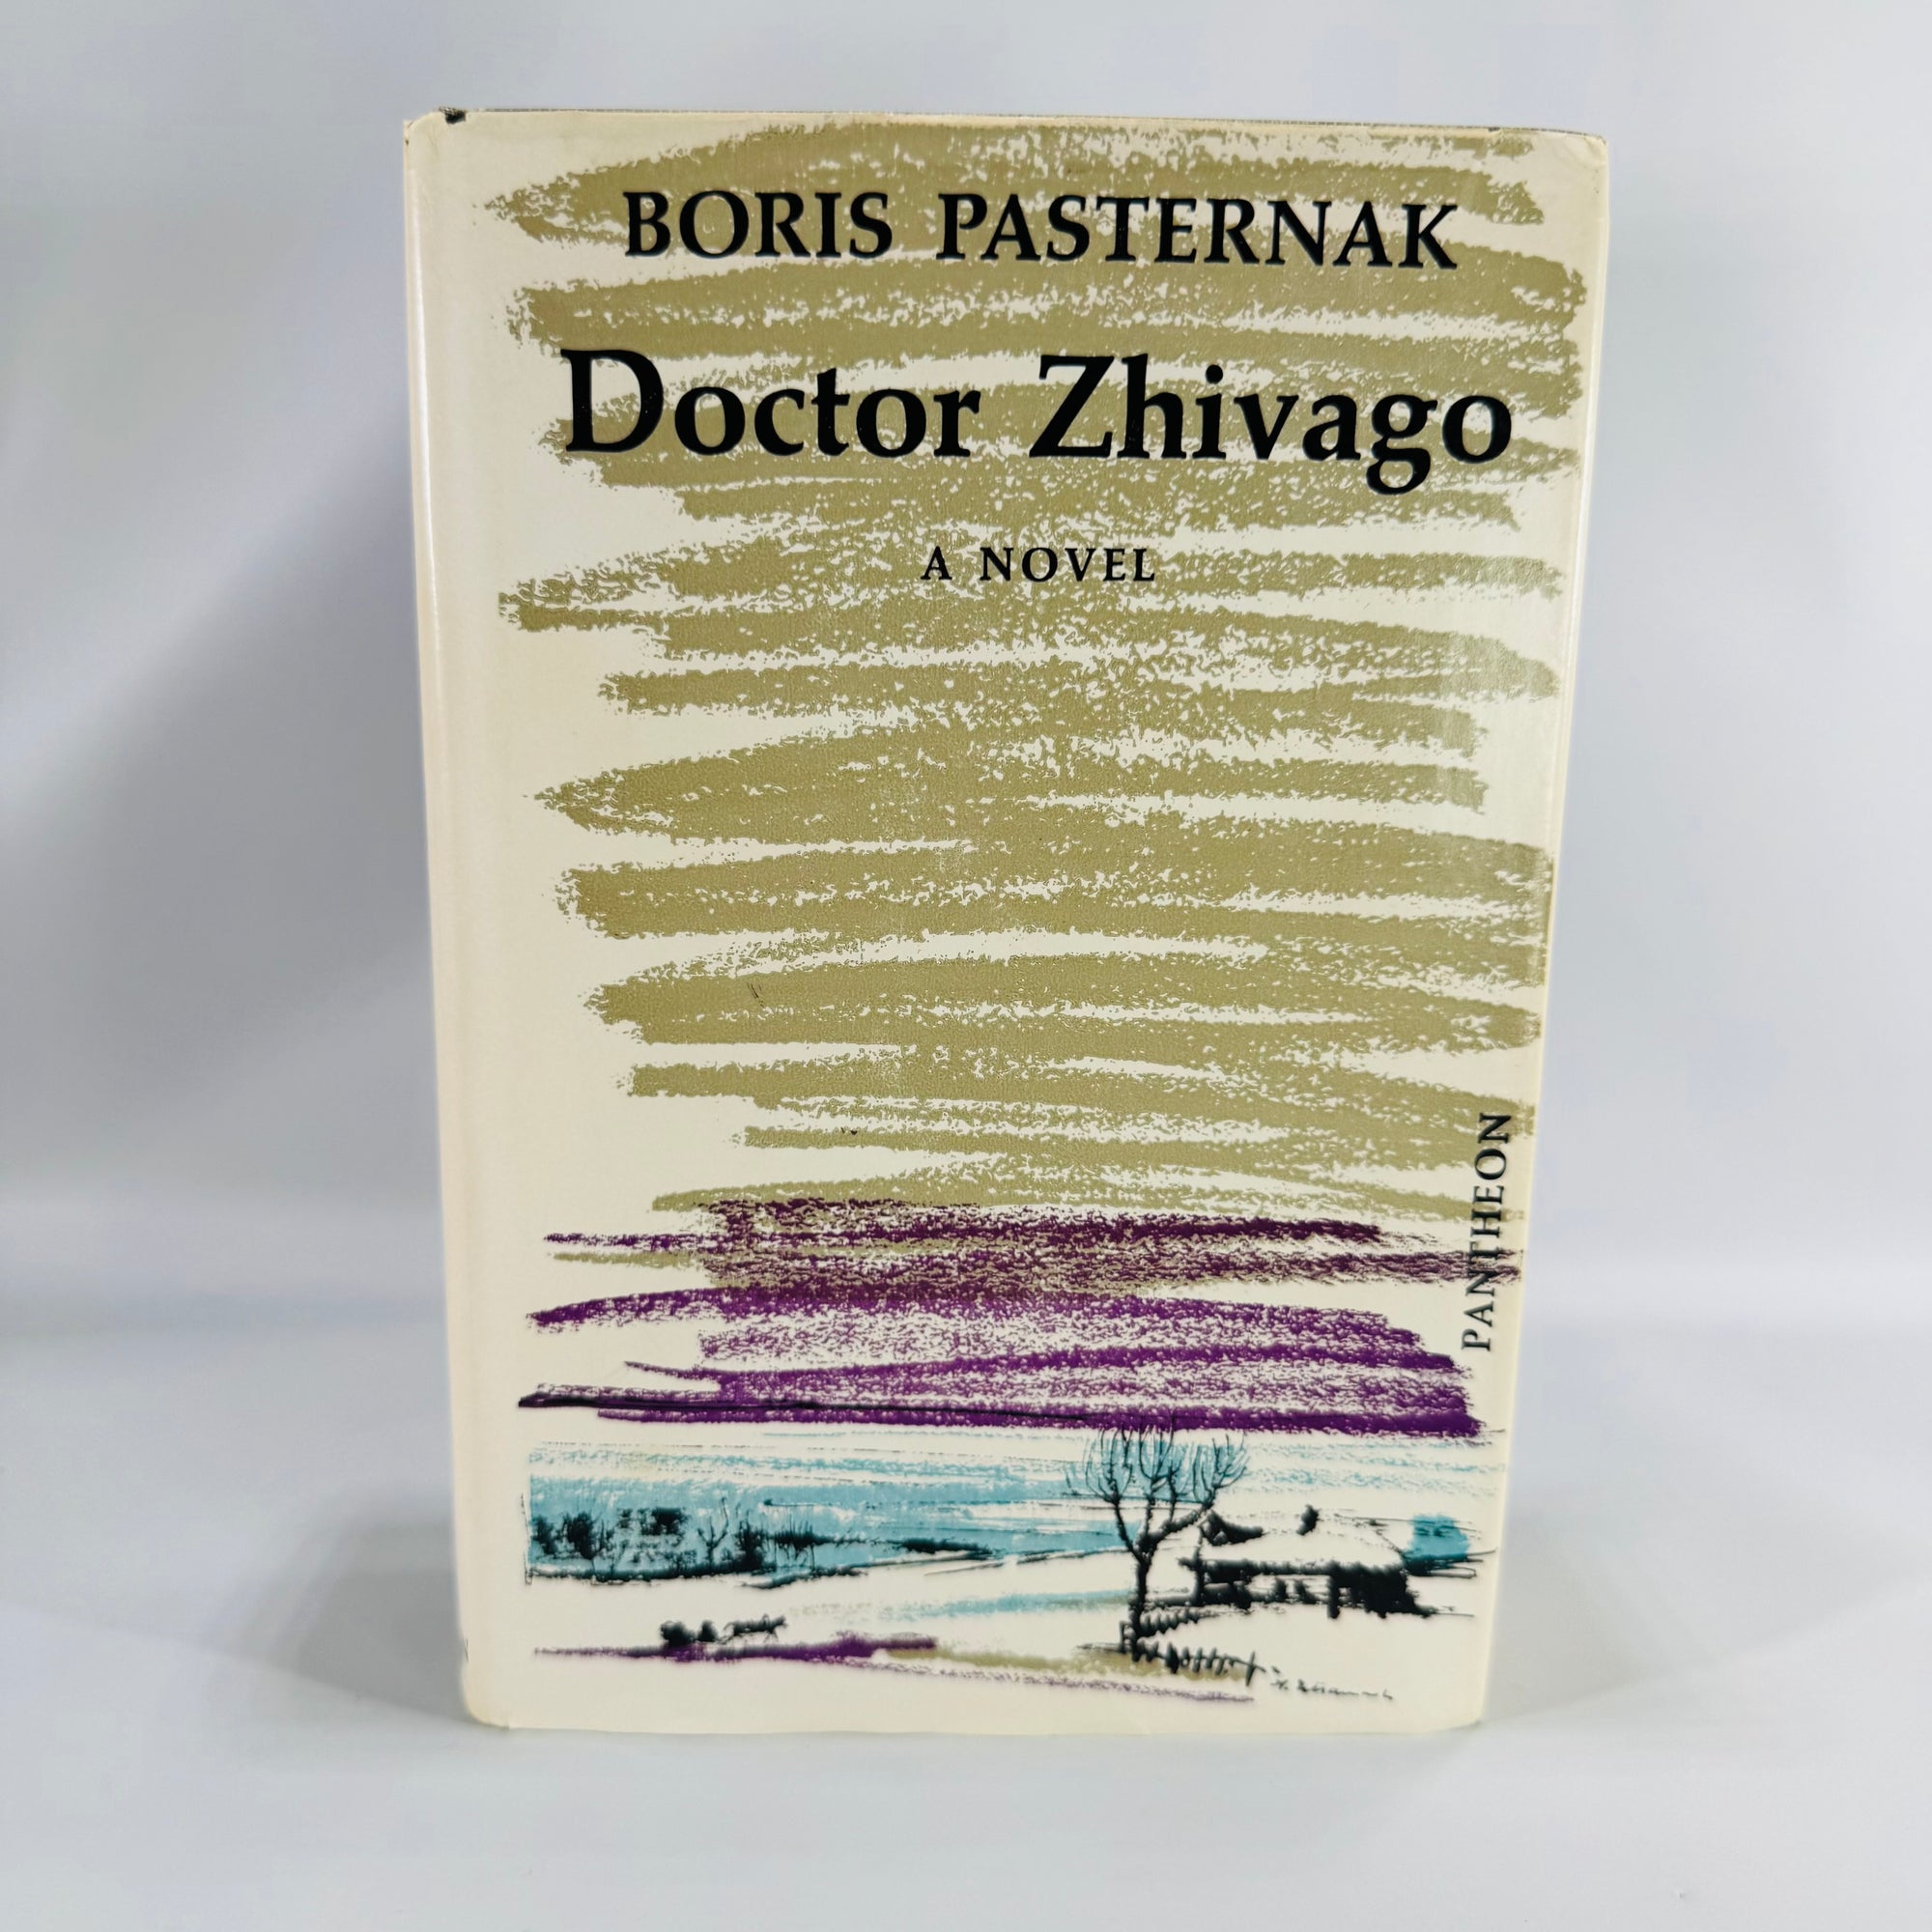 BORIS PASTERNAK
Doctor Zhivago
A NOVEL
PANTHEON